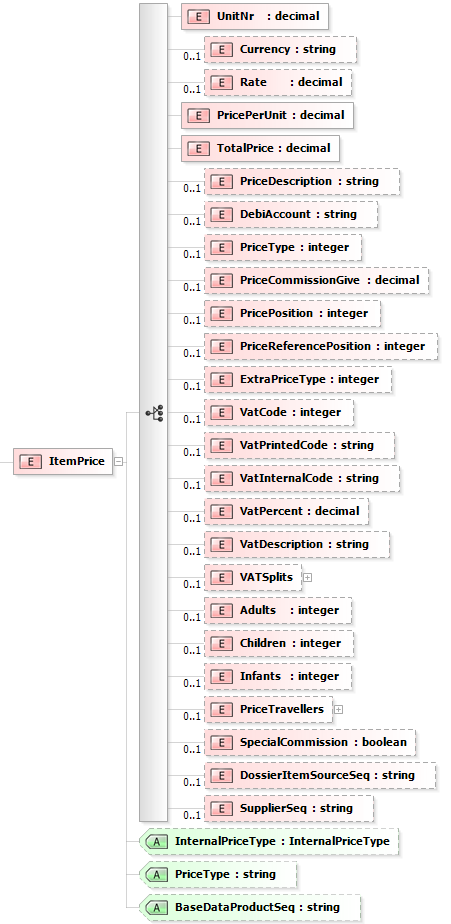 E UnitNr : decimal
E Currency : string
0..1
E Rate : decimal
0..1
E PricePerUnit : decimal
E TotalPrice : decimal
E PriceDescription : string
0..1
E DebiAccount : string
0..1
E PriceType : integer
0..1
E PriceCommissionGive : decimal
0..1
E PricePosition : integer
0..1
E PriceReferencePosition : integer
0..1
E ExtraPriceType : integer
0..1
E VatCode : integer
0..1
E VatPrintedCode : string
0..1
E ItemPrice
E VatInternalCode : string
0..1
E VatPercent : decimal
0..1
E VatDescription : string
0..1
E VATSplits
0..1
E Adults : integer
0..1
E Children : integer
0..1
E Infants : integer
0..1
E PriceTravellers
0..1
E SpecialCommission : boolean
0..1
E DossierItemSourceSeq : string
0..1
E SupplierSeq : string
0..1
A InternalPriceType : InternalPriceType
A PriceType : string
A BaseDataProductSeq : string